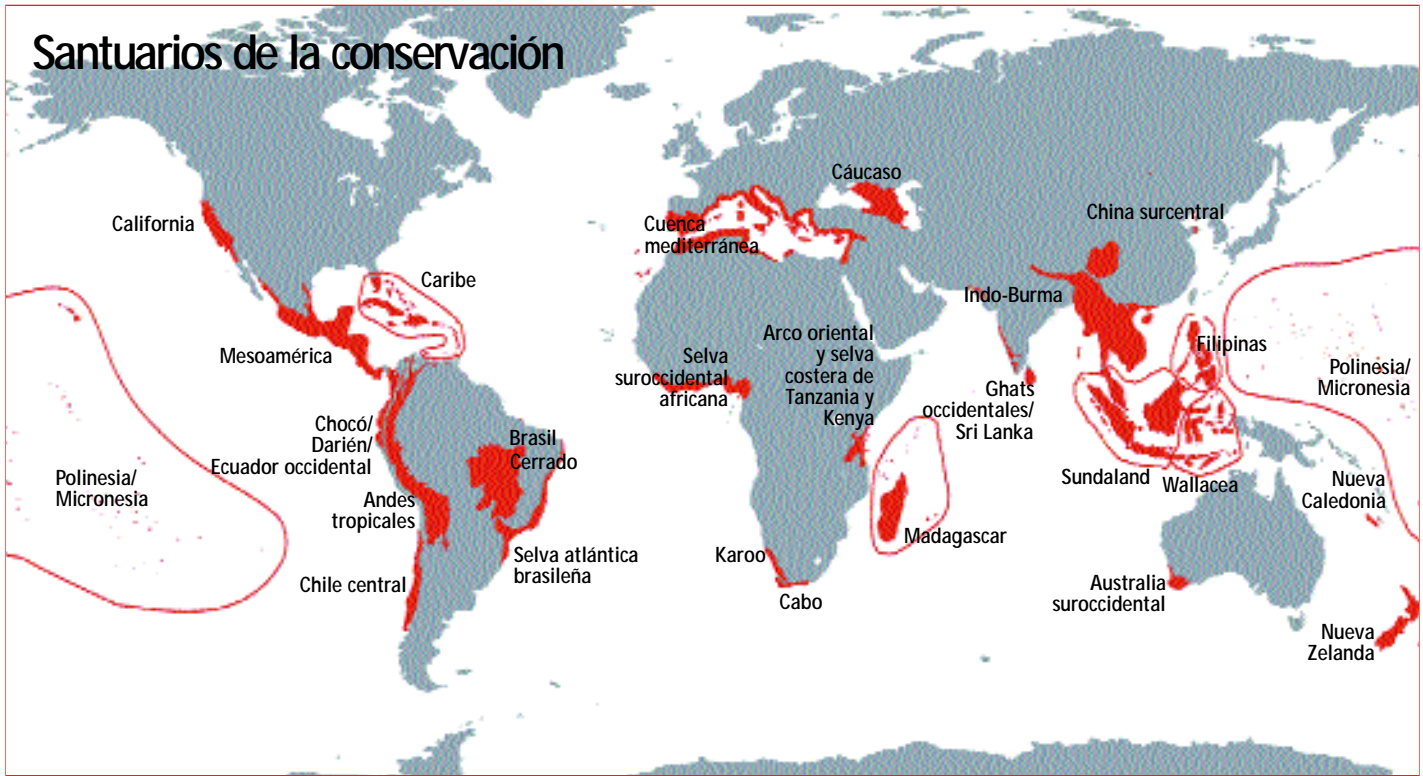 Santuarios de la conservación
Cáucaso
California
Cuenca
mediterránea
China surcentral
Caribe
Indo-Burma
Mesoamérica
Selva
suroccidental
africana
Arco oriental
y selva
costera de
Tanzania y
Kenya
Ghats
occidentales/
Sri Lanka
Filipinas
Polinesia/
Micronesia
Chocó/
Darién/
Ecuador occidental
Brasil
Cerrado
Polinesia/
Micronesia
Andes
tropicales
Sundaland
Wallacea
Nueva
Caledonia
Selva atlántica
brasileña
Karoo
Madagascar
Chile central
Cabo
Australia
suroccidental
Nueva
Zelanda